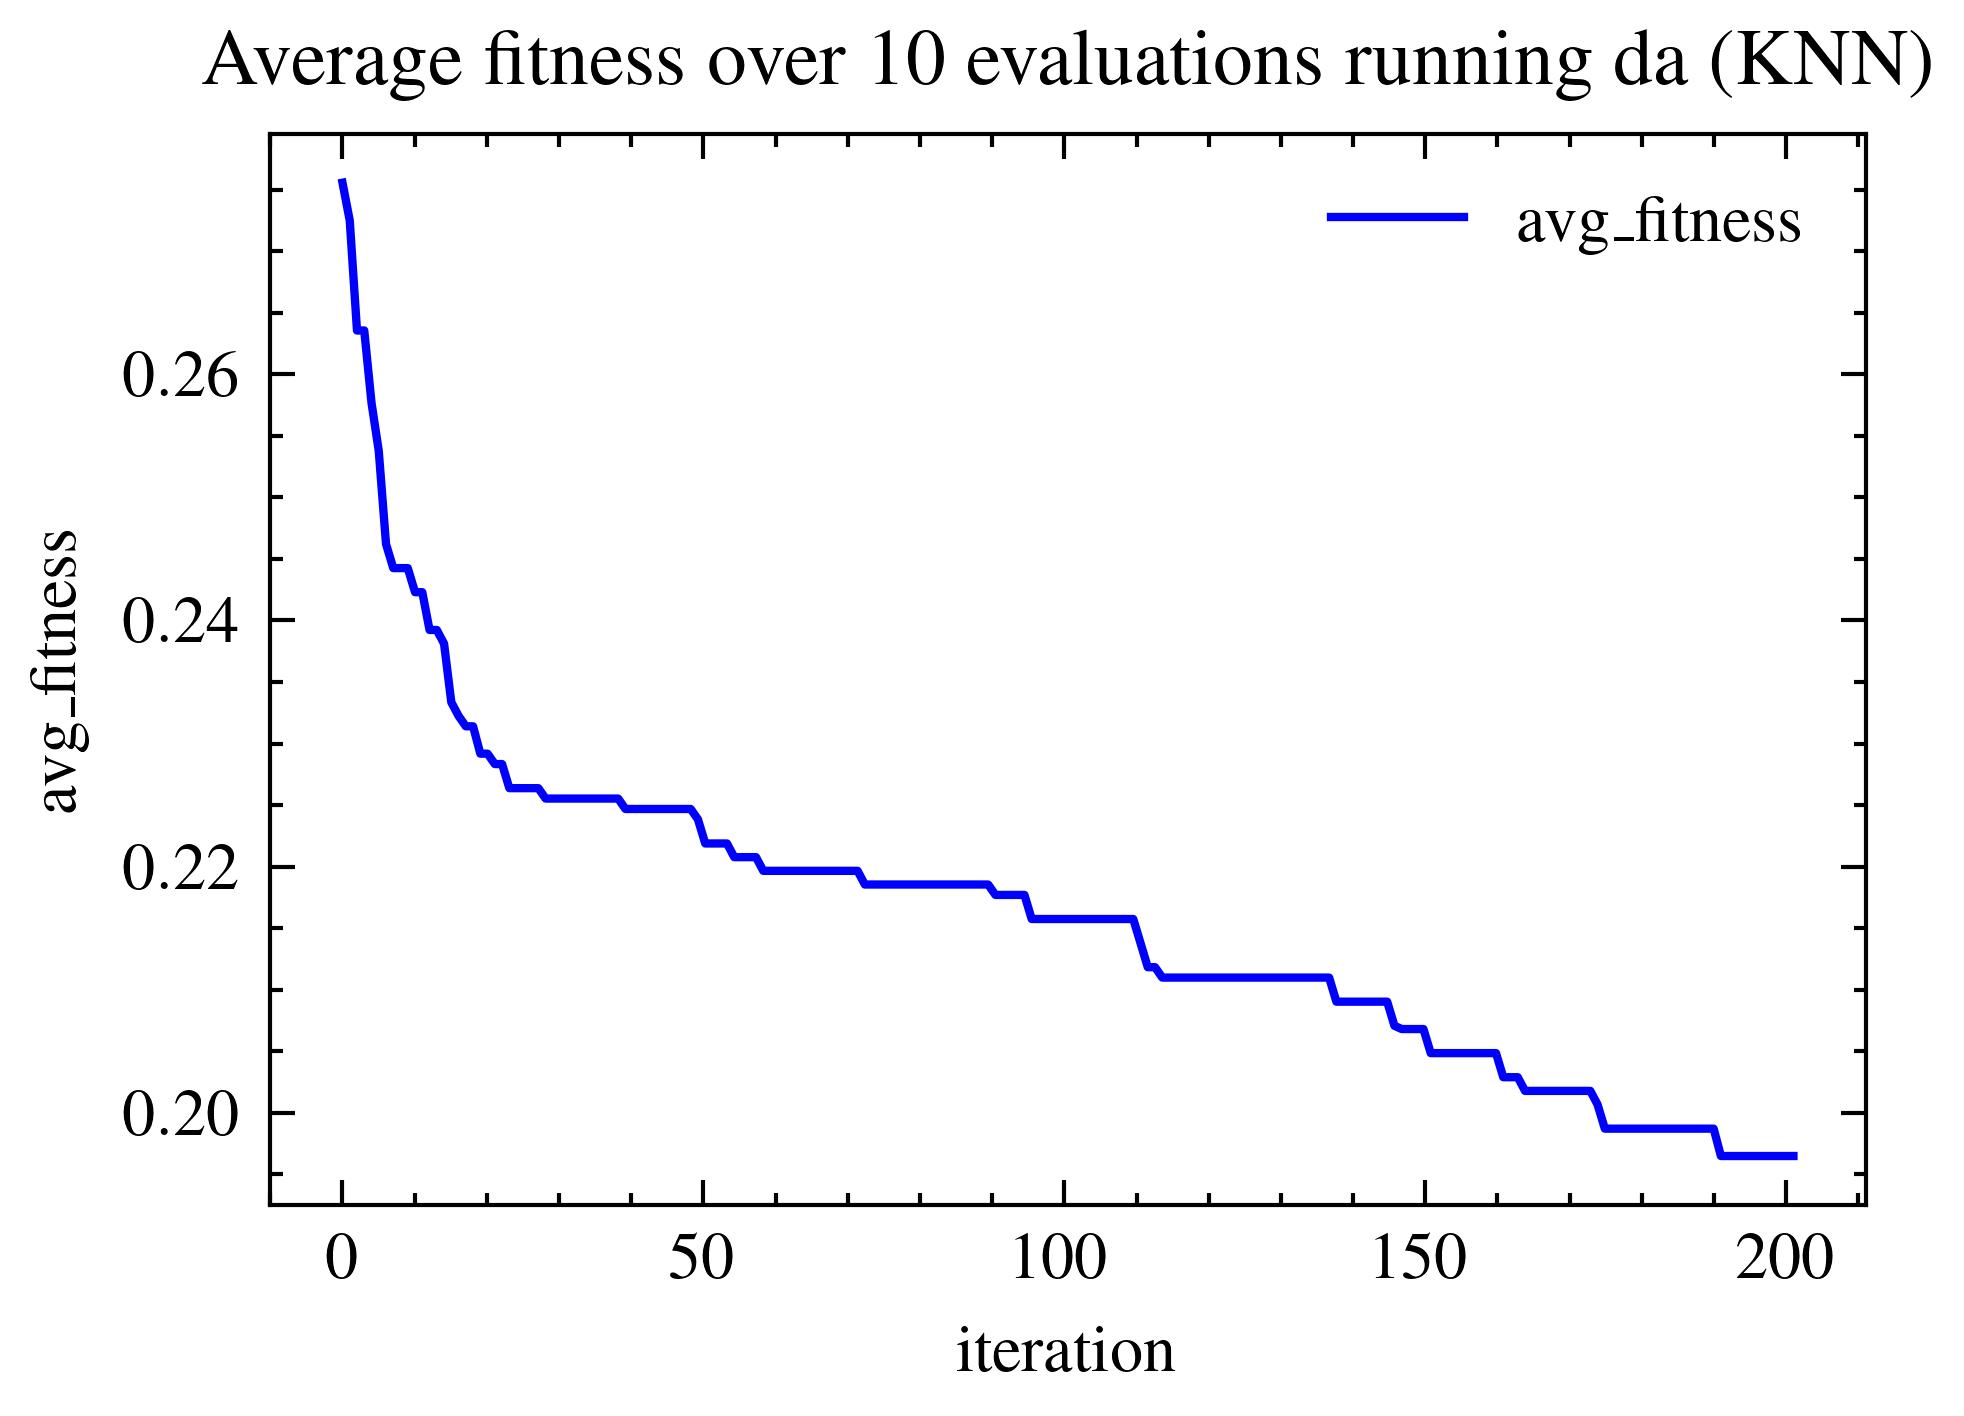 Average fitness over 10 evaluations running da (KNN)
avg_fitness
avg_fitness
0.26
0.24
0.22
0.20
0 50 100 150 200
iteration